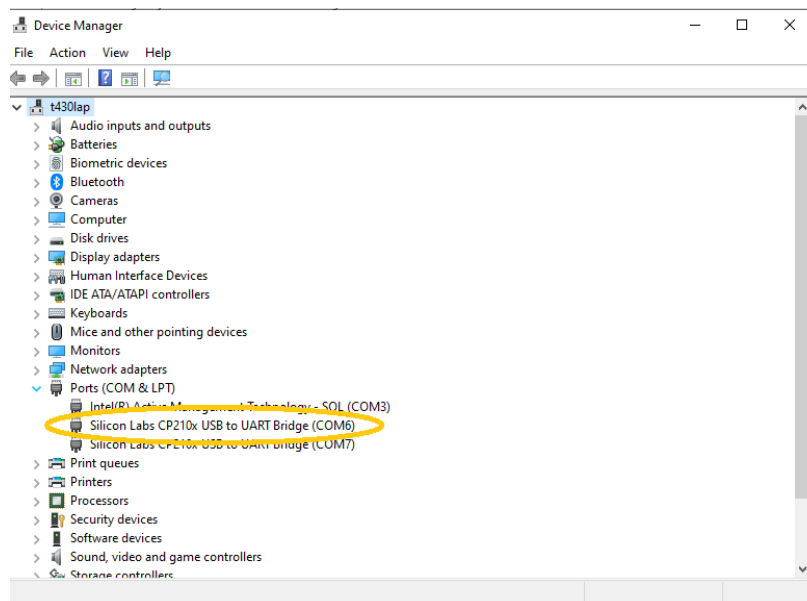 Device Manager
File Action View Help
t430lap
Audio inputs and outputs
Batteries
Biometric devices
Bluetooth
Cameras
Computer
Disk drives
Display adapters
Human Interface Devices
IDE ATA/ATAPI controllers
Keyboards
Mice and other pointing devices
Monitors
Network adapters
Ports (COM & LPT)
Intel(R) Active Management Technology - SOL (COM3)
Silicon Labs CP210x USB to UART Bridge (COM6)
Silicon Labs CP210x USB to UART Bridge (COM7)
Print queues
Printers
Processors
Security devices
Software devices
Sound, video and game controllers
Storage controllers